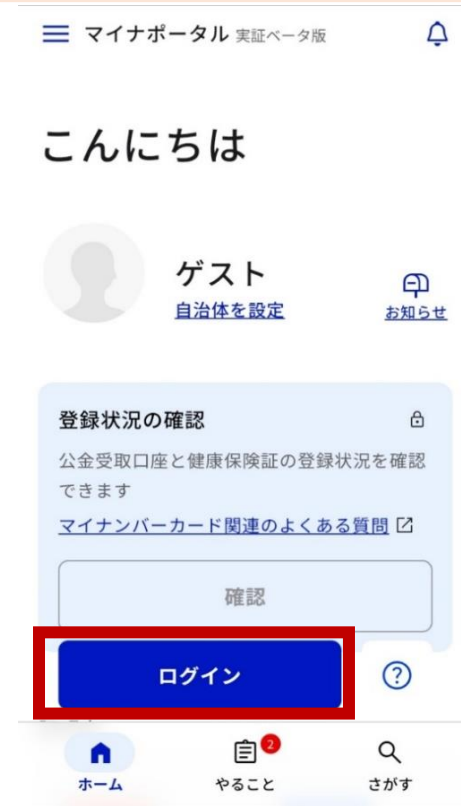 マイナポータル 実証ベータ版
こんにちは
ゲスト
自治体を設定
お知らせ
登録状況の確認
公金受取口座と健康保険証の登録状況を確認
できます
マイナンバーカード関連のよくある質問
確認
ログイン
?
2
ホーム
やること
さがす